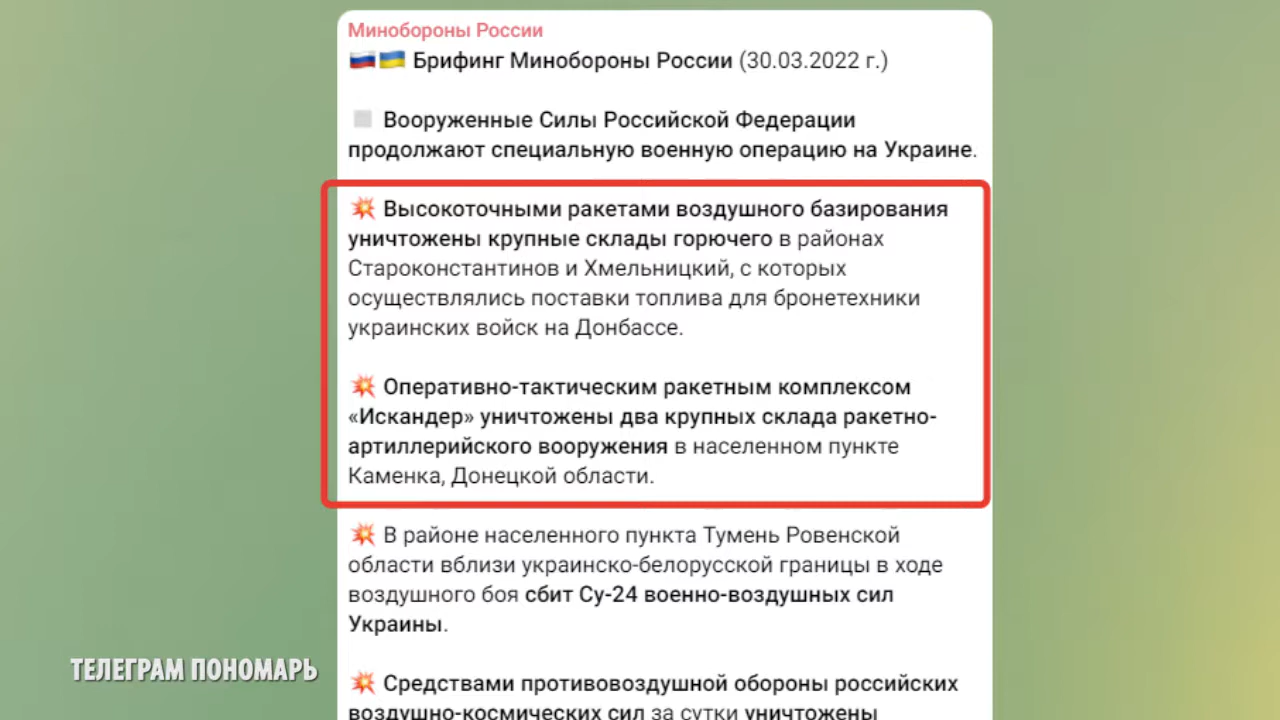 Минобороны России
Брифинг Минобороны России (30.03.2022 г.)
Вооруженные Силы Российской Федерации
продолжают специальную военную операцию на Украине.
Высокоточными ракетами воздушного базирования
уничтожены крупные склады горючего в районах
Староконстантинов и Хмельницкий, с которых
осуществлялись поставки топлива для бронетехники
украинских войск на Донбассе.
Оперативно-тактическим ракетным комплексом
«Искандер» уничтожены два крупных склада ракетно-
артиллерийского вооружения в населенном пункте
Каменка, Донецкой области.
В районе населенного пункта Тумень Ровенской
области вблизи украинско-белорусской границы в ходе
воздушного боя сбит Су-24 военно-воздушных сил
Украины.
Средствами противовоздушной обороны российских
воздушно-космических сил за сутки уничтожены
ТЕЛЕГРАМ ПОНОМАРЬ